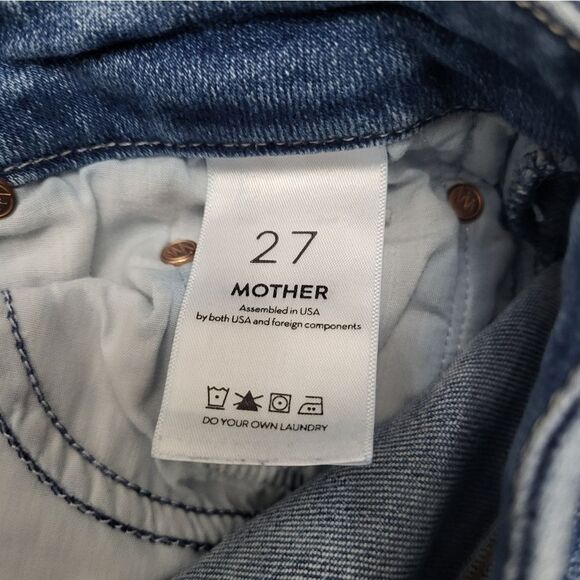 27
MOTHER
Assembled in USA
by both USA and foreign components
DO YOUR OWN LAUNDRY